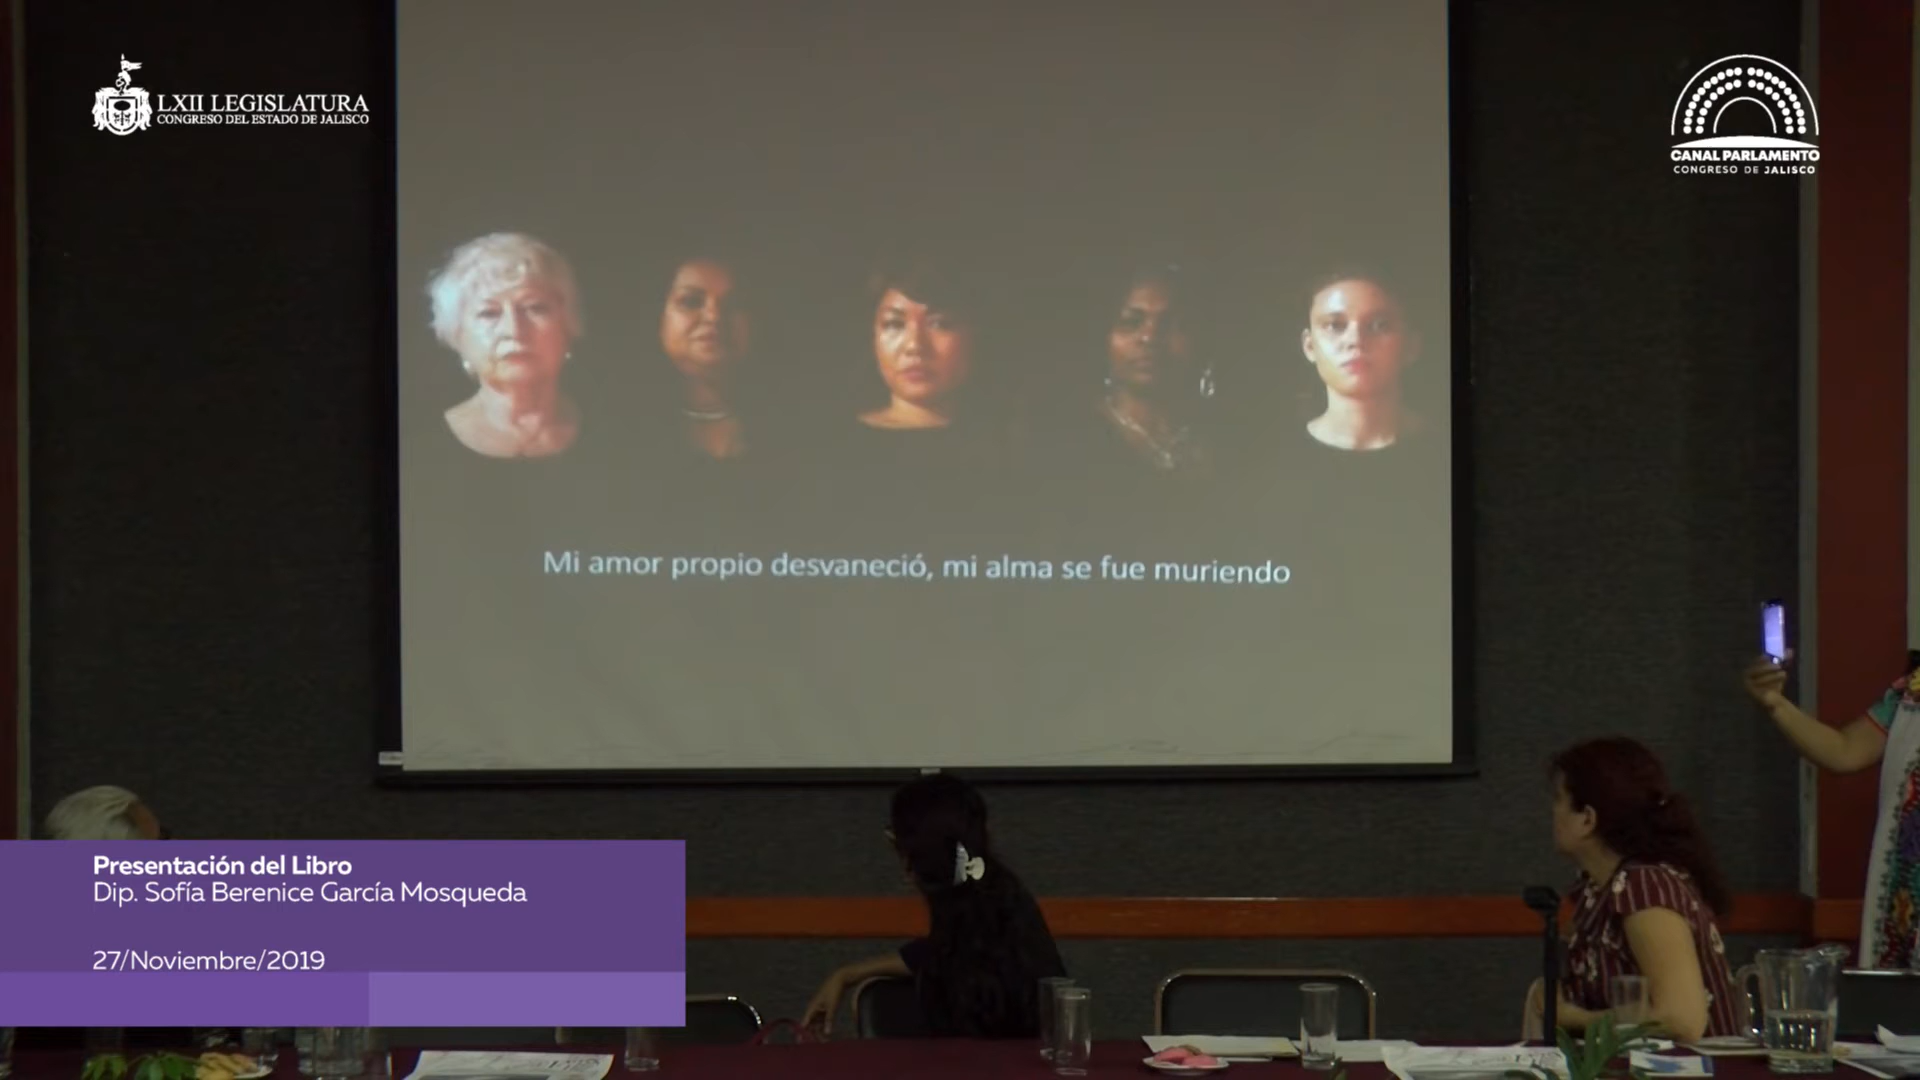 LXII LEGISLATURA
CONGRESO DEL ESTADO DE JALISCO
CANAL PARLAMENTO
CONGRESO DE JALISCO
Mi amor propio desvaneció, mi alma se fue muriendo
Presentación del Libro
Dip. Sofía Berenice García Mosqueda
27/Noviembre/2019